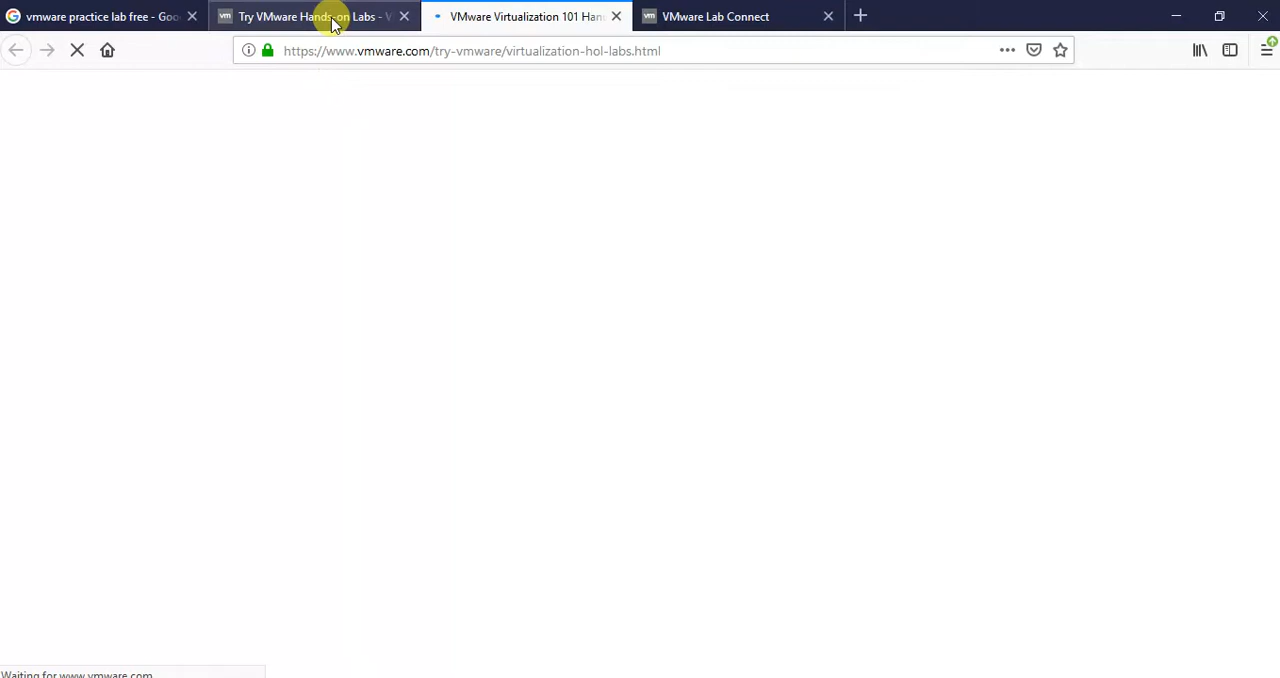 vmware practice lab free - Goo
Try VMware Hands-on Labs - V
VMware Virtualization 101 Han
VMware Lab Connect
https://www.vmware.com/try-vmware/virtualization-hol-labs.html
Waiting for www.vmware.com